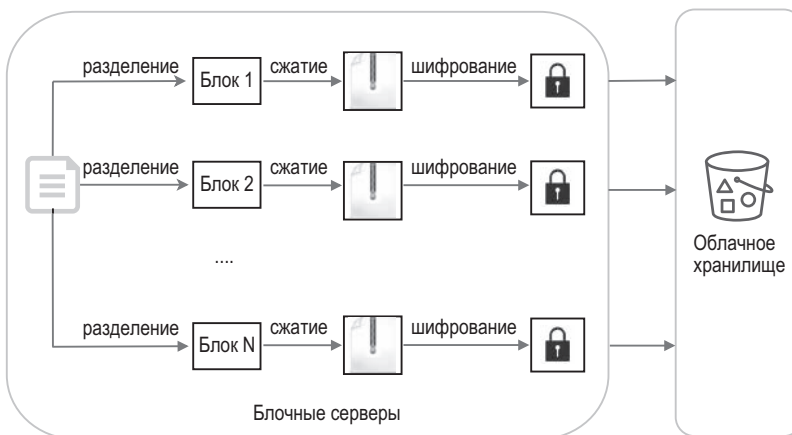 разделение Блок 1 сжатие шифрование
разделение Блок 2 сжатие шифрование
....
разделение Блок N сжатие шифрование
Блочные серверы
Облачное
хранилище